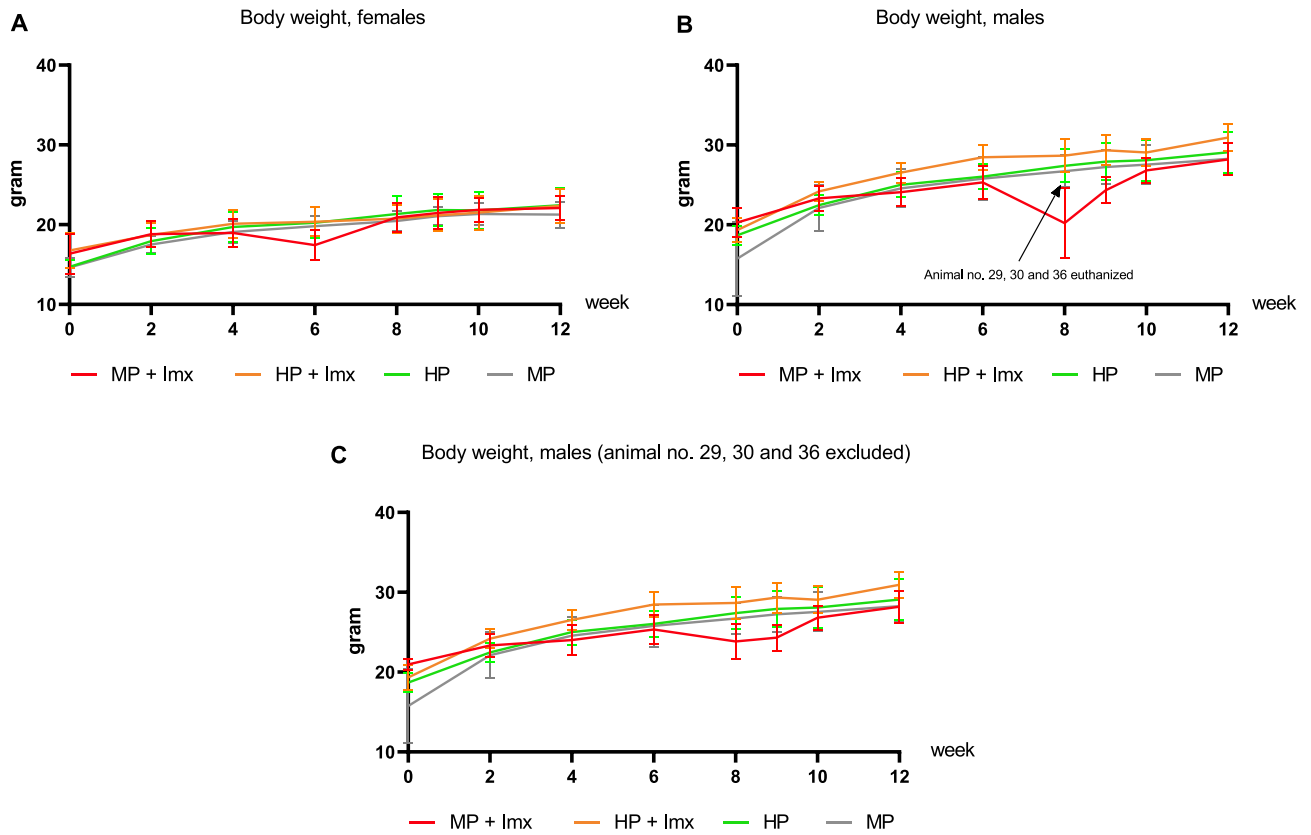 A
Body weight, females
gram
40
30
20
10
0 2 4 6 8 10 12
week
MP + Imx HP + Imx HP MP
B
Body weight, males
gram
40
30
20
10
Animal no. 29, 30 and 36 euthanized
0 2 4 6 8 10 12
week
MP + Imx HP + Imx HP MP
C
Body weight, males (animal no. 29, 30 and 36 excluded)
gram
40
30
20
10
0 2 4 6 8 10 12
week
MP + Imx HP + Imx HP MP